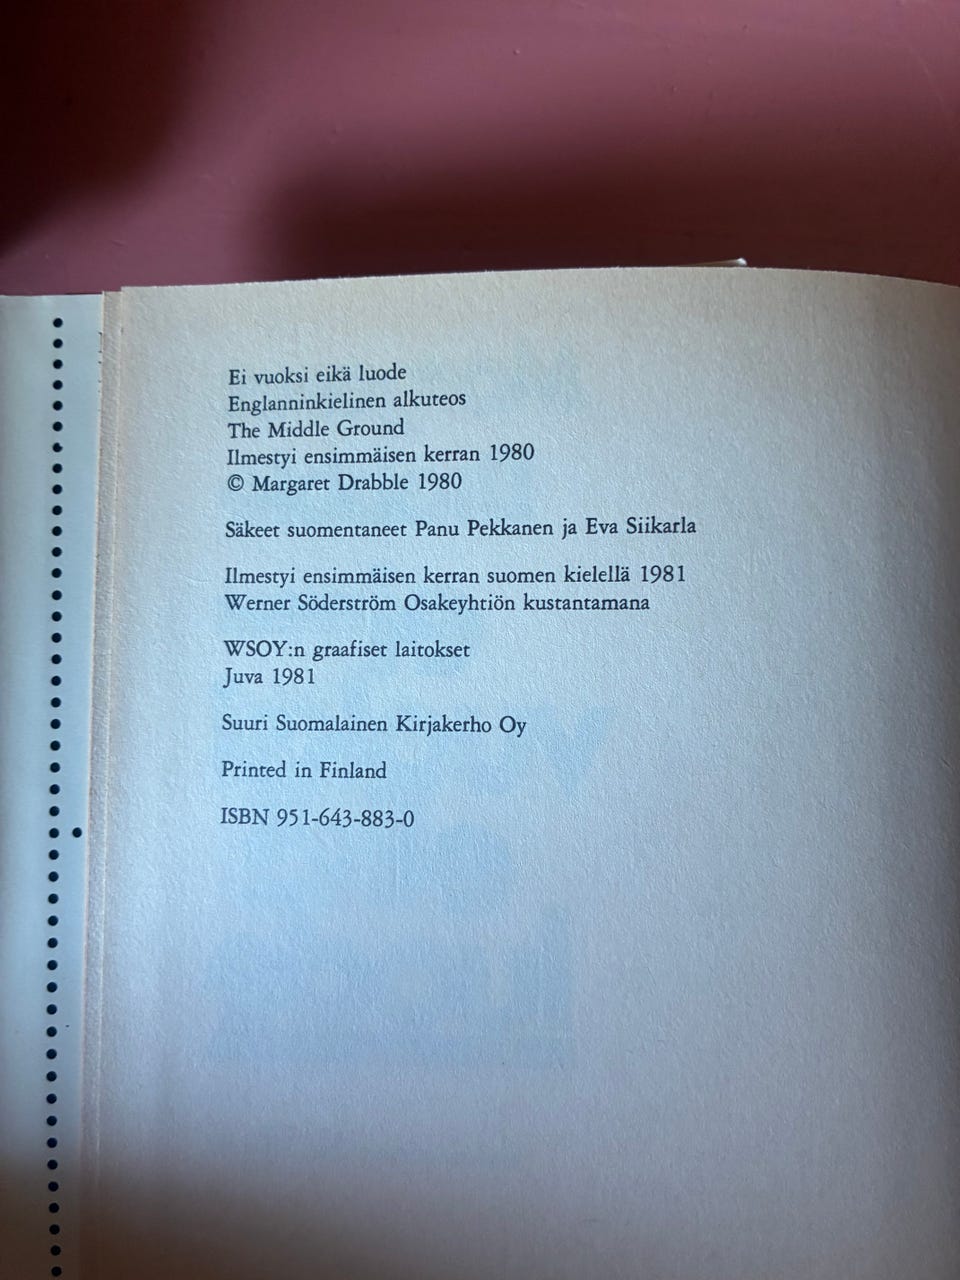 Ei vuoksi eikä luode
Englanninkielinen alkuteos
The Middle Ground
Ilmestyi ensimmäisen kerran 1980
© Margaret Drabble 1980
Säkeet suomentaneet Panu Pekkanen ja Eva Siikarla
Ilmestyi ensimmäisen kerran suomen kielellä 1981
Werner Söderström Osakeyhtiön kustantamana
WSOY:n graafiset laitokset
Juva 1981
Suuri Suomalainen Kirjakerho Oy
Printed in Finland
ISBN 951-643-883-0